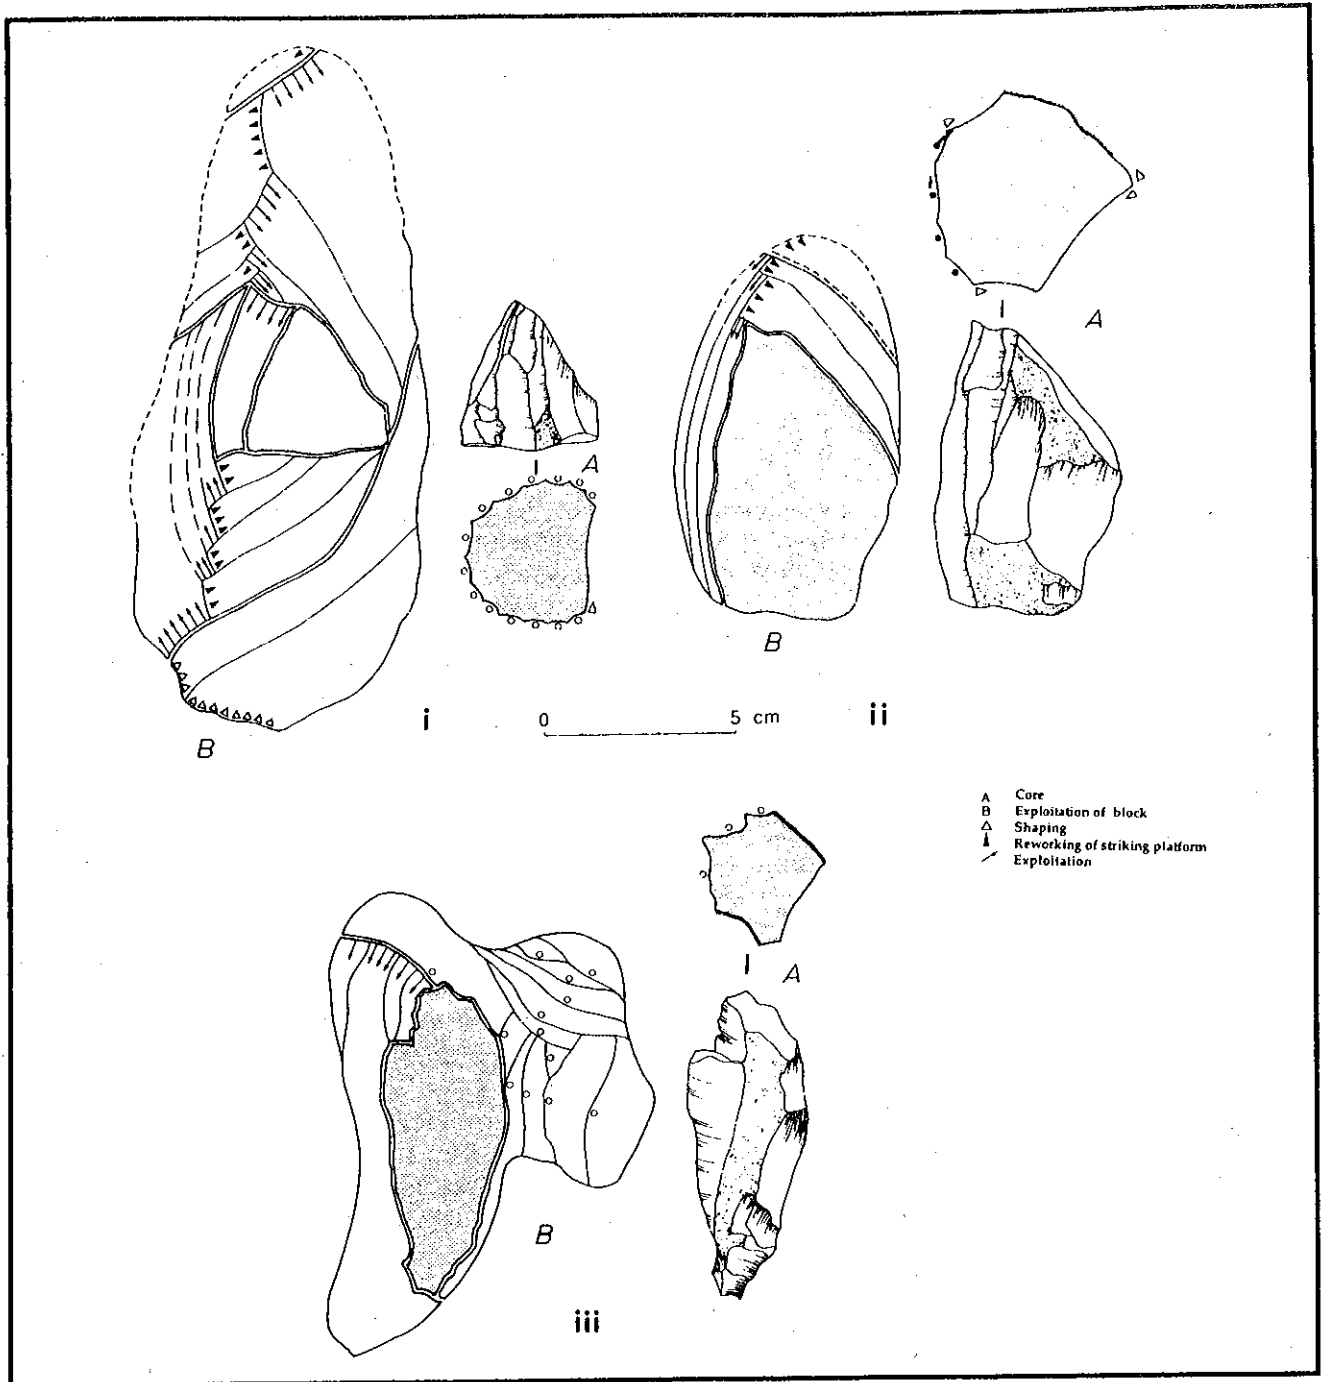 A
A
B
B
i
0 5 cm
ii
A Core
B Exploitation of block
Shaping
Reworking of striking platform
Exploitation
A
B
iii